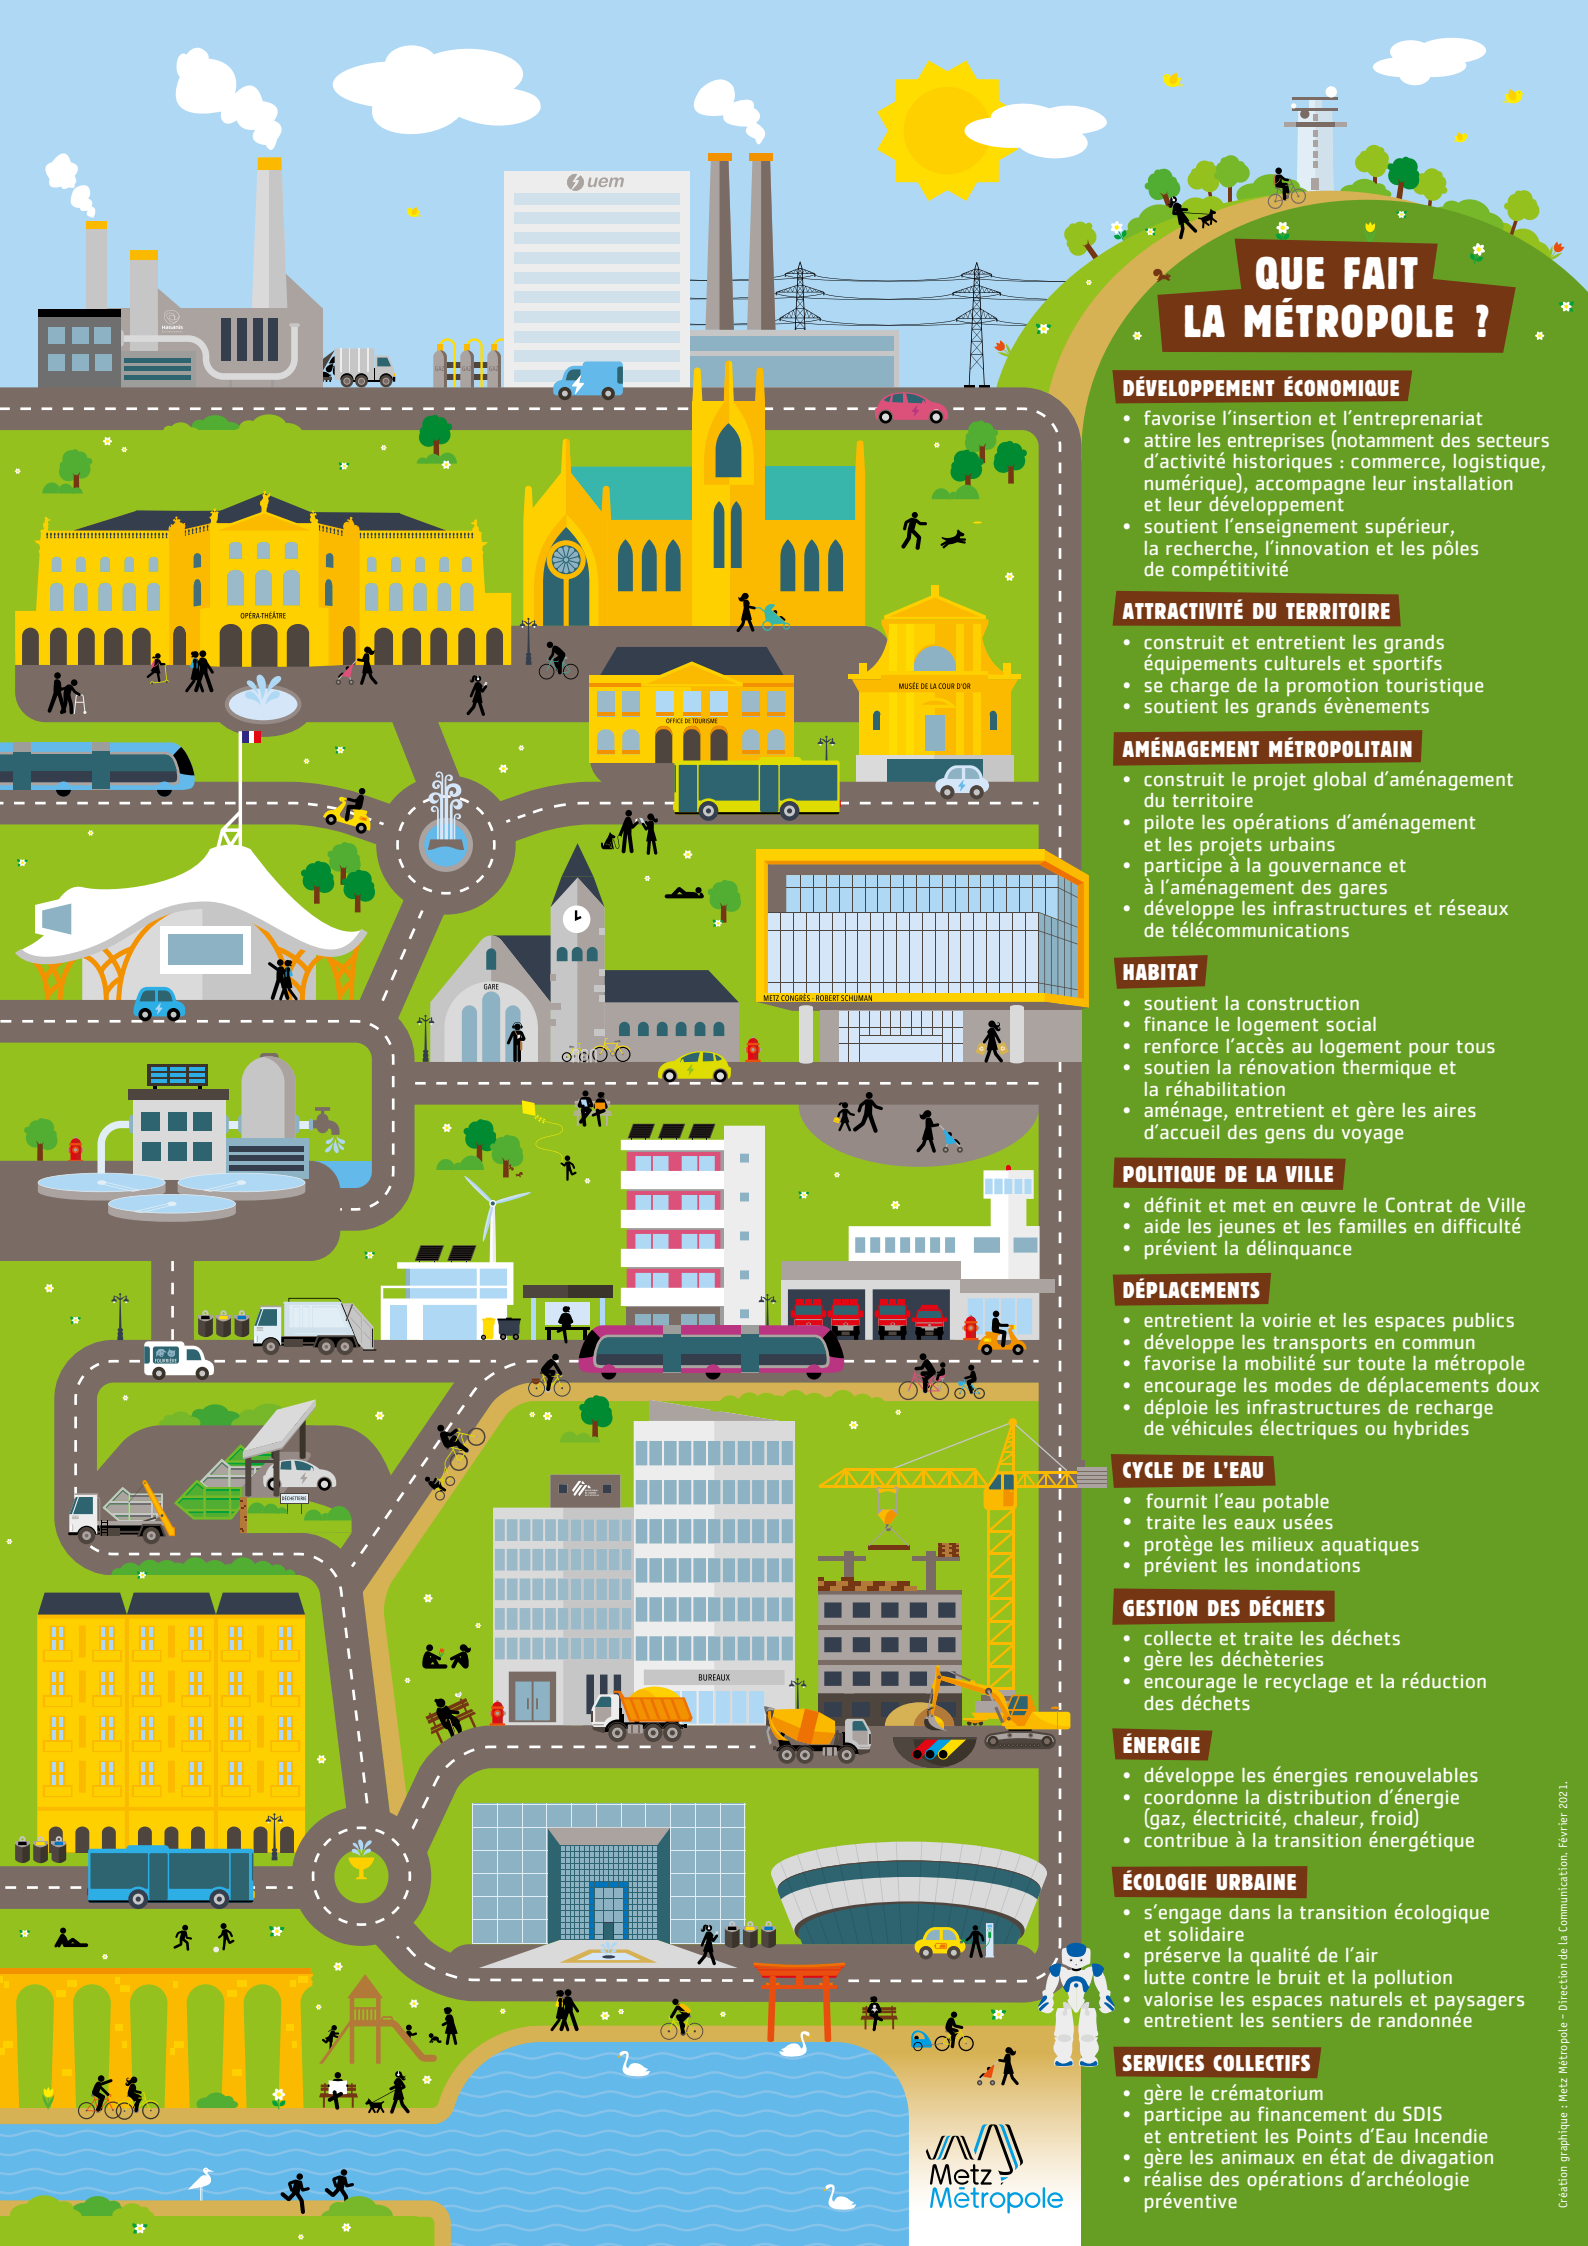 uem
haganis
GAZ GAZ GAZ
OPÉRA-THÉÂTRE
OFFICE DE TOURISME
MUSÉE DE LA COUR D'OR
GARE
METZ CONGRÈS - ROBERT SCHUMAN
FOURRIÈRE
DÉCHETTERIE
BUREAUX
Metz
Métropole
QUE FAIT
LA MÉTROPOLE ?
DÉVELOPPEMENT ÉCONOMIQUE
• favorise l'insertion et l'entreprenariat
• attire les entreprises (notamment des secteurs
d'activité historiques : commerce, logistique,
numérique), accompagne leur installation
et leur développement
• soutient l'enseignement supérieur,
la recherche, l'innovation et les pôles
de compétitivité
ATTRACTIVITÉ DU TERRITOIRE
• construit et entretient les grands
équipements culturels et sportifs
• se charge de la promotion touristique
• soutient les grands évènements
AMÉNAGEMENT MÉTROPOLITAIN
• construit le projet global d'aménagement
du territoire
• pilote les opérations d'aménagement
et les projets urbains
• participe à la gouvernance et
à l'aménagement des gares
• développe les infrastructures et réseaux
de télécommunications
HABITAT
• soutient la construction
• finance le logement social
• renforce l'accès au logement pour tous
• soutien la rénovation thermique et
la réhabilitation
• aménage, entretient et gère les aires
d'accueil des gens du voyage
POLITIQUE DE LA VILLE
• définit et met en œuvre le Contrat de Ville
• aide les jeunes et les familles en difficulté
• prévient la délinquance
DÉPLACEMENTS
• entretient la voirie et les espaces publics
• développe les transports en commun
• favorise la mobilité sur toute la métropole
• encourage les modes de déplacements doux
• déploie les infrastructures de recharge
de véhicules électriques ou hybrides
CYCLE DE L'EAU
• fournit l'eau potable
• traite les eaux usées
• protège les milieux aquatiques
• prévient les inondations
GESTION DES DÉCHETS
• collecte et traite les déchets
• gère les déchèteries
• encourage le recyclage et la réduction
des déchets
ÉNERGIE
• développe les énergies renouvelables
• coordonne la distribution d'énergie
(gaz, électricité, chaleur, froid)
• contribue à la transition énergétique
ÉCOLOGIE URBAINE
• s'engage dans la transition écologique
et solidaire
• préserve la qualité de l'air
• lutte contre le bruit et la pollution
• valorise les espaces naturels et paysagers
• entretient les sentiers de randonnée
SERVICES COLLECTIFS
• gère le crématorium
• participe au financement du SDIS
et entretient les Points d'Eau Incendie
• gère les animaux en état de divagation
• réalise des opérations d'archéologie
préventive
Création graphique : Metz Métropole - Direction de la Communication, Février 2021.